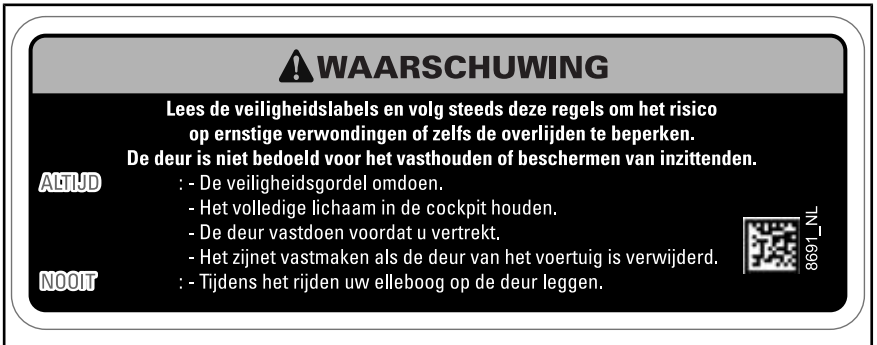 WAARSCHUWING
Lees de veiligheidslabels en volg steeds deze regels om het risico
op ernstige verwondingen of zelfs de overlijden te beperken.
De deur is niet bedoeld voor het vasthouden of beschermen van inzittenden.
ALTIJD : - De veiligheidsgordel omdoen.
- Het volledige lichaam in de cockpit houden.
- De deur vastdoen voordat u vertrekt.
- Het zijnet vastmaken als de deur van het voertuig is verwijderd.
NOOIT : - Tijdens het rijden uw elleboog op de deur leggen.
8691_NL